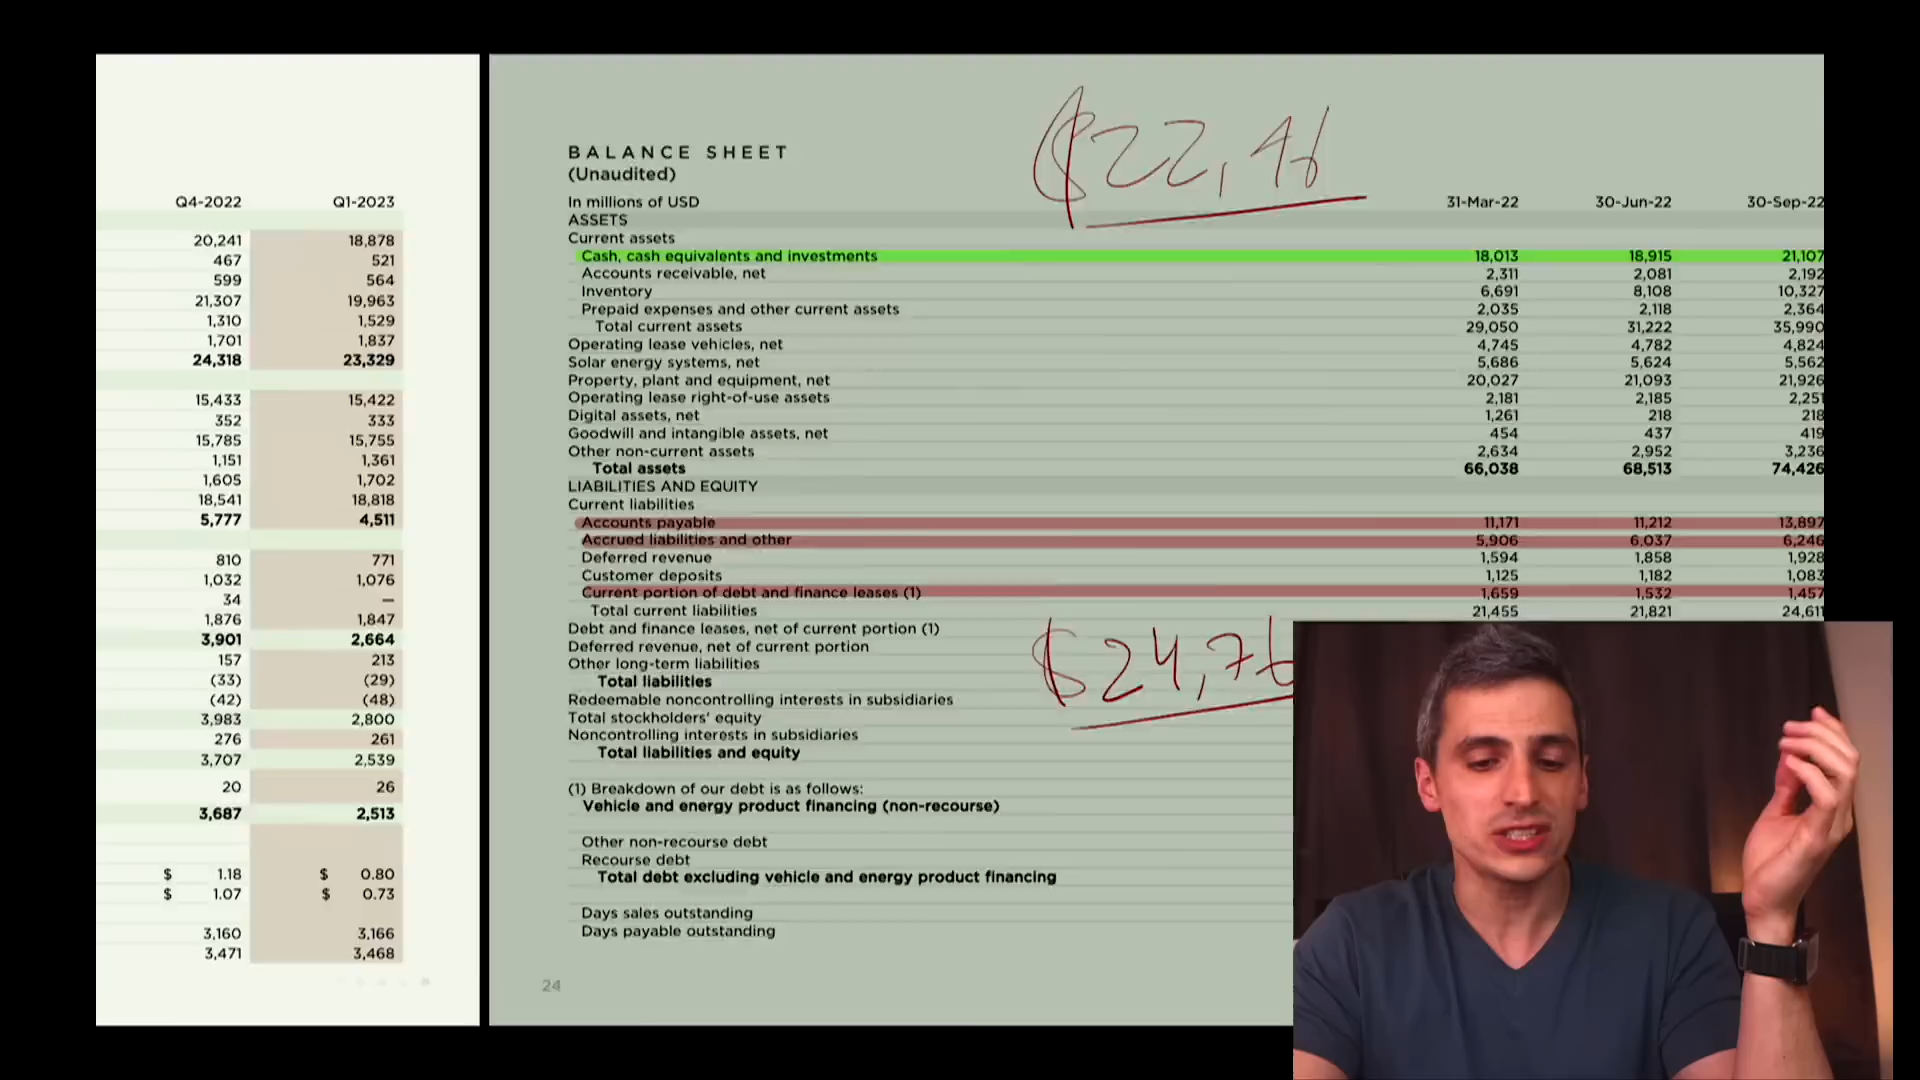 Q4-2022 Q1-2023
20,241 18,878
467 521
599 564
21,307 19,963
1,310 1,529
1,701 1,837
24,318 23,329
15,433 15,422
352 333
15,785 15,755
1,151 1,361
1,605 1,702
18,541 18,818
5,777 4,511
810 771
1,032 1,076
34 —
1,876 1,847
3,901 2,664
157 213
(33) (29)
(42) (48)
3,983 2,800
276 261
3,707 2,539
20 26
3,687 2,513
$ 1.18 $ 0.80
$ 1.07 $ 0.73
3,160 3,166
3,471 3,468
$22,4b
BALANCE SHEET
(Unaudited)
In millions of USD 31-Mar-22 30-Jun-22 30-Sep-22
ASSETS
Current assets
Cash, cash equivalents and investments 18,013 18,915 21,107
Accounts receivable, net 2,311 2,081 2,192
Inventory 6,691 8,108 10,327
Prepaid expenses and other current assets 2,035 2,118 2,364
Total current assets 29,050 31,222 35,990
Operating lease vehicles, net 4,745 4,782 4,824
Solar energy systems, net 5,686 5,624 5,562
Property, plant and equipment, net 20,027 21,093 21,926
Operating lease right-of-use assets 2,181 2,185 2,251
Digital assets, net 1,261 218 218
Goodwill and intangible assets, net 454 437 419
Other non-current assets 2,634 2,952 3,236
Total assets 66,038 68,513 74,426
LIABILITIES AND EQUITY
Current liabilities
Accounts payable 11,171 11,212 13,897
Accrued liabilities and other 5,906 6,037 6,246
Deferred revenue 1,594 1,858 1,928
Customer deposits 1,125 1,182 1,083
Current portion of debt and finance leases (1) 1,659 1,532 1,457
Total current liabilities 21,455 21,821 24,611
Debt and finance leases, net of current portion (1)
Deferred revenue, net of current portion
Other long-term liabilities
$24,7b
Total liabilities
Redeemable noncontrolling interests in subsidiaries
Total stockholders' equity
Noncontrolling interests in subsidiaries
Total liabilities and equity
(1) Breakdown of our debt is as follows:
Vehicle and energy product financing (non-recourse)
Other non-recourse debt
Recourse debt
Total debt excluding vehicle and energy product financing
Days sales outstanding
Days payable outstanding
24